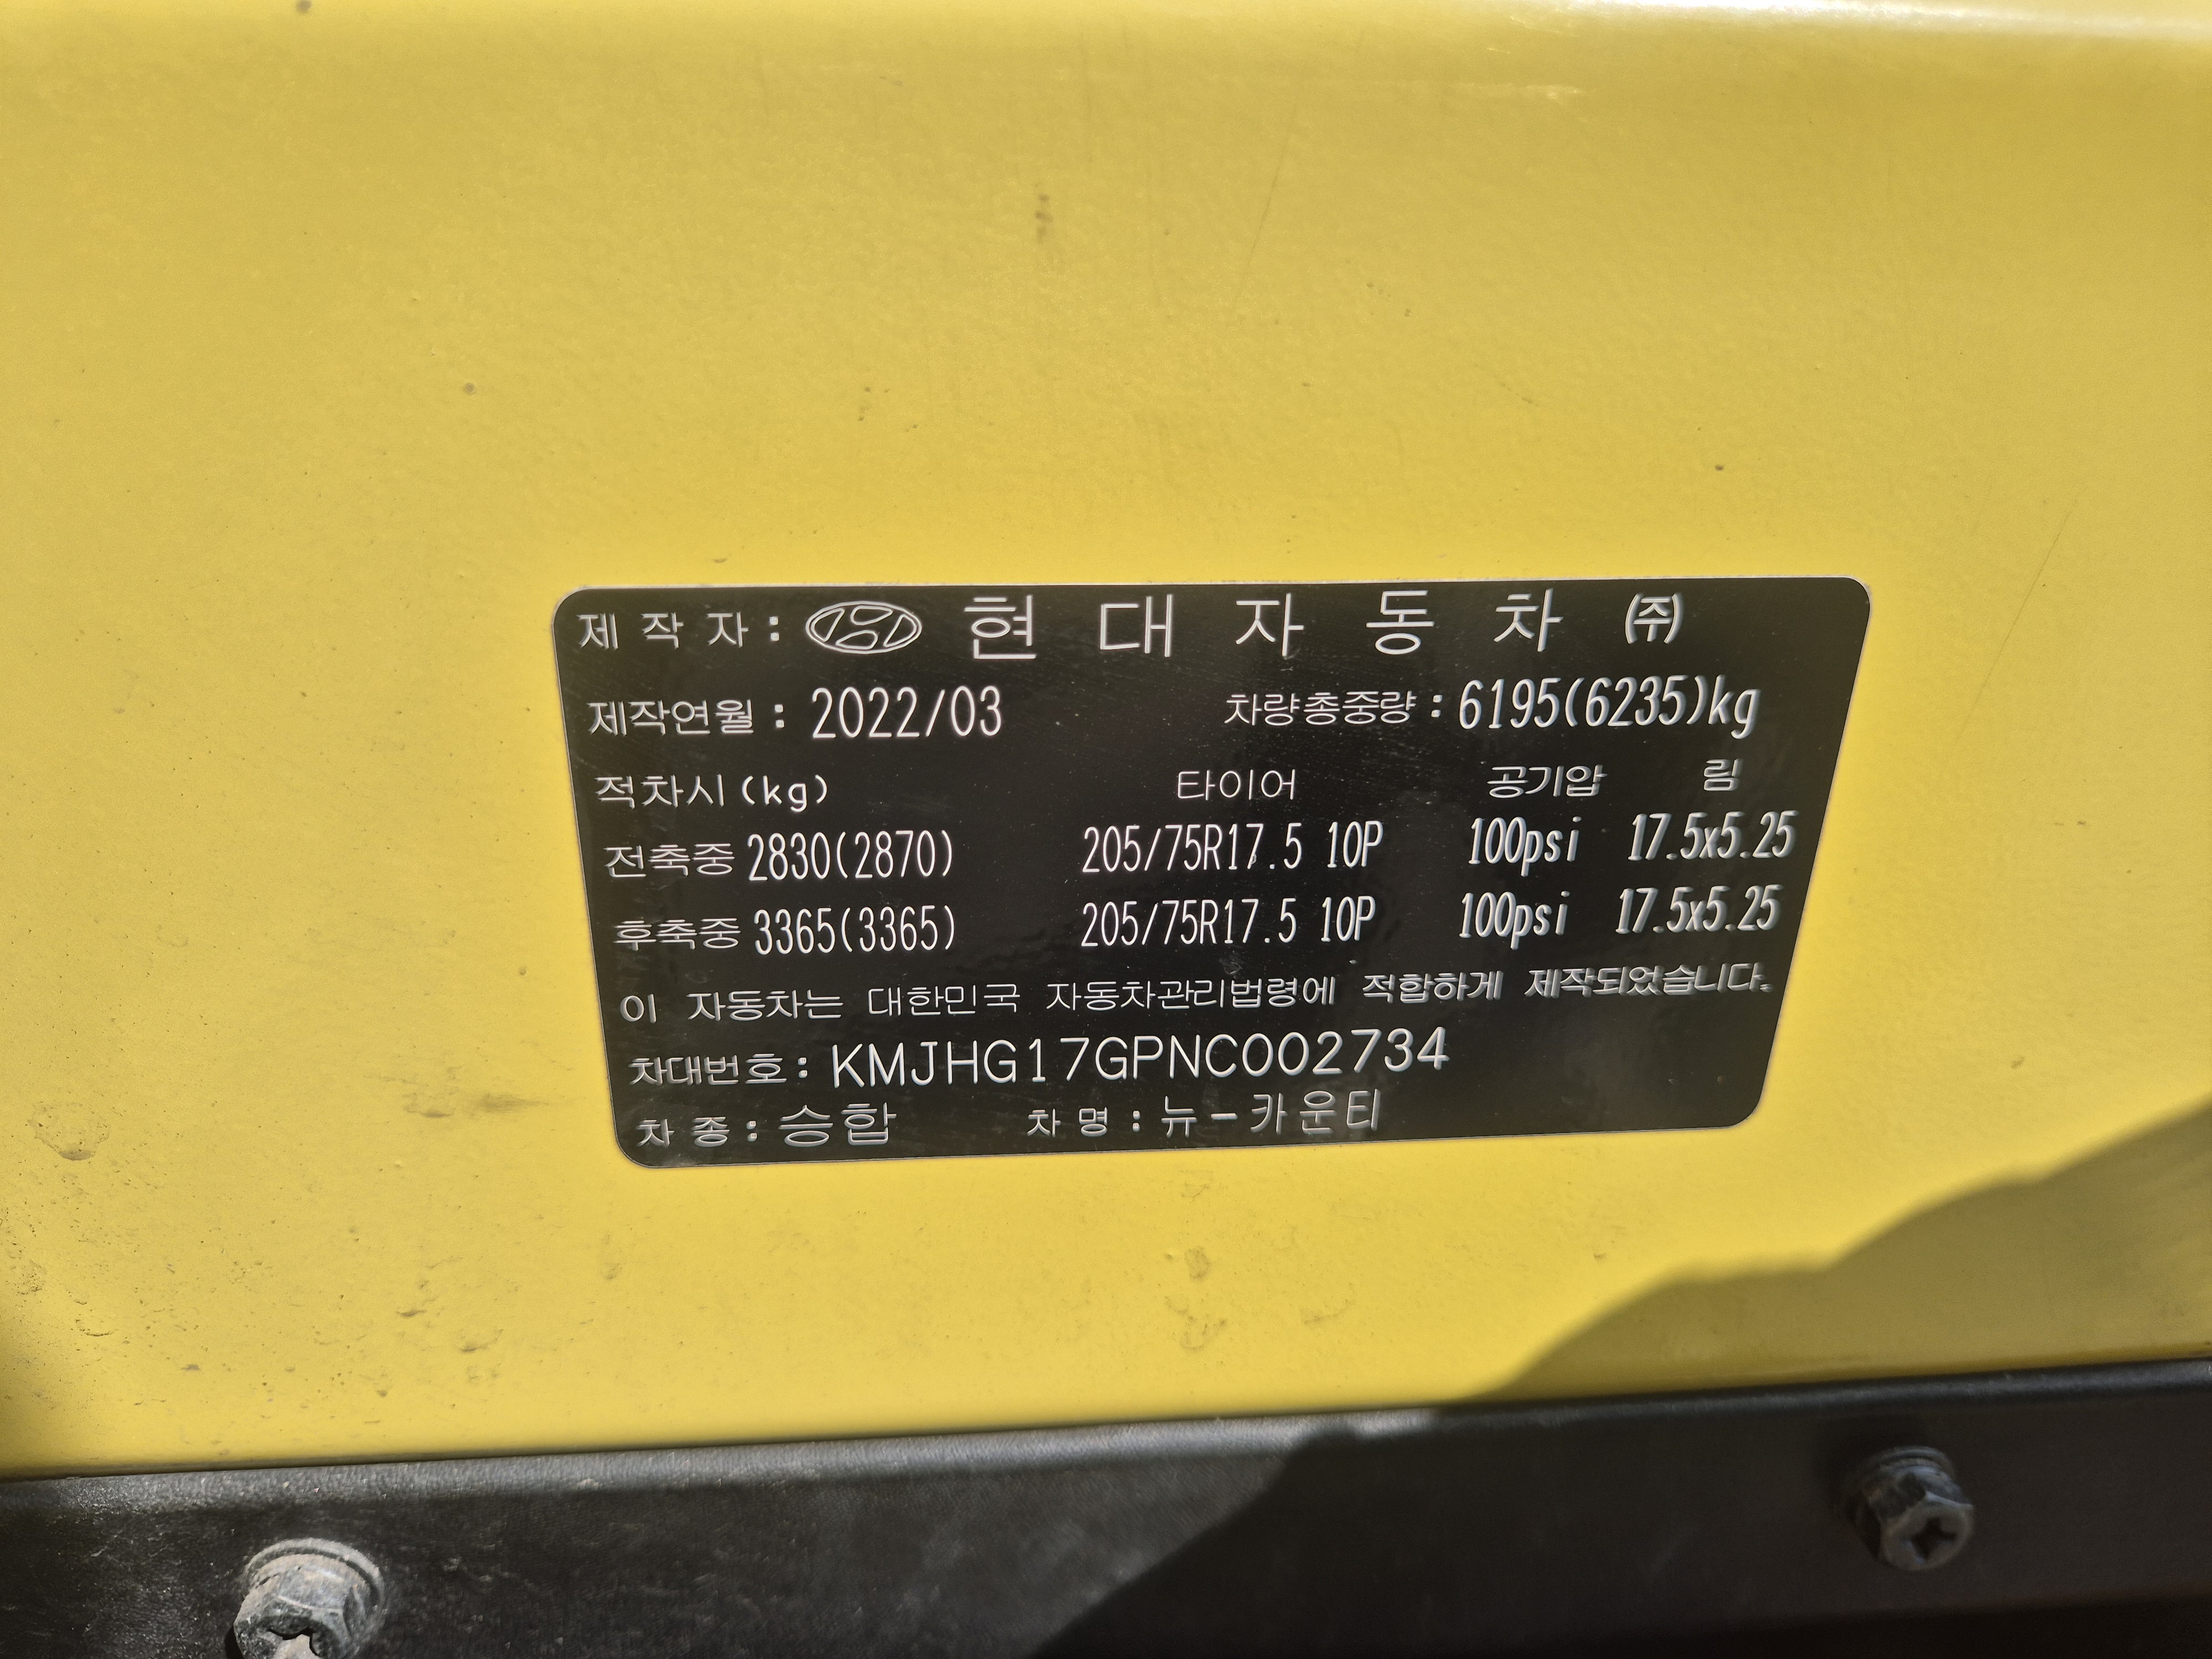 제 작 자 : 현 대 자 동 차 ㈜
제작연월 : 2022/03 차량총중량 : 6195(6235)kg
적차시(kg) 타이어 공기압 림
전축중 2830(2870) 205/75R17.5 10P 100psi 17.5x5.25
후축중 3365(3365) 205/75R17.5 10P 100psi 17.5x5.25
이 자동차는 대한민국 자동차관리법령에 적합하게 제작되었습니다.
차대번호 : KMJHG17GPNC002734
차 종 : 승합 차 명 : 뉴-카운티